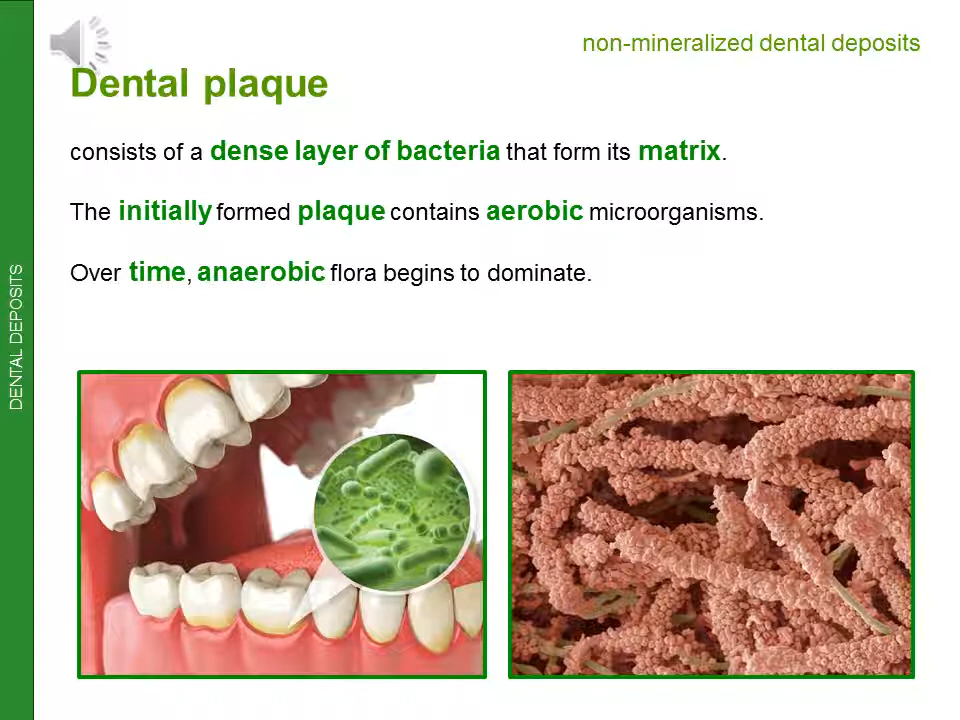 non-mineralized dental deposits
Dental plaque
consists of a dense layer of bacteria that form its matrix.
The initially formed plaque contains aerobic microorganisms.
Over time, anaerobic flora begins to dominate.
DENTAL DEPOSITS